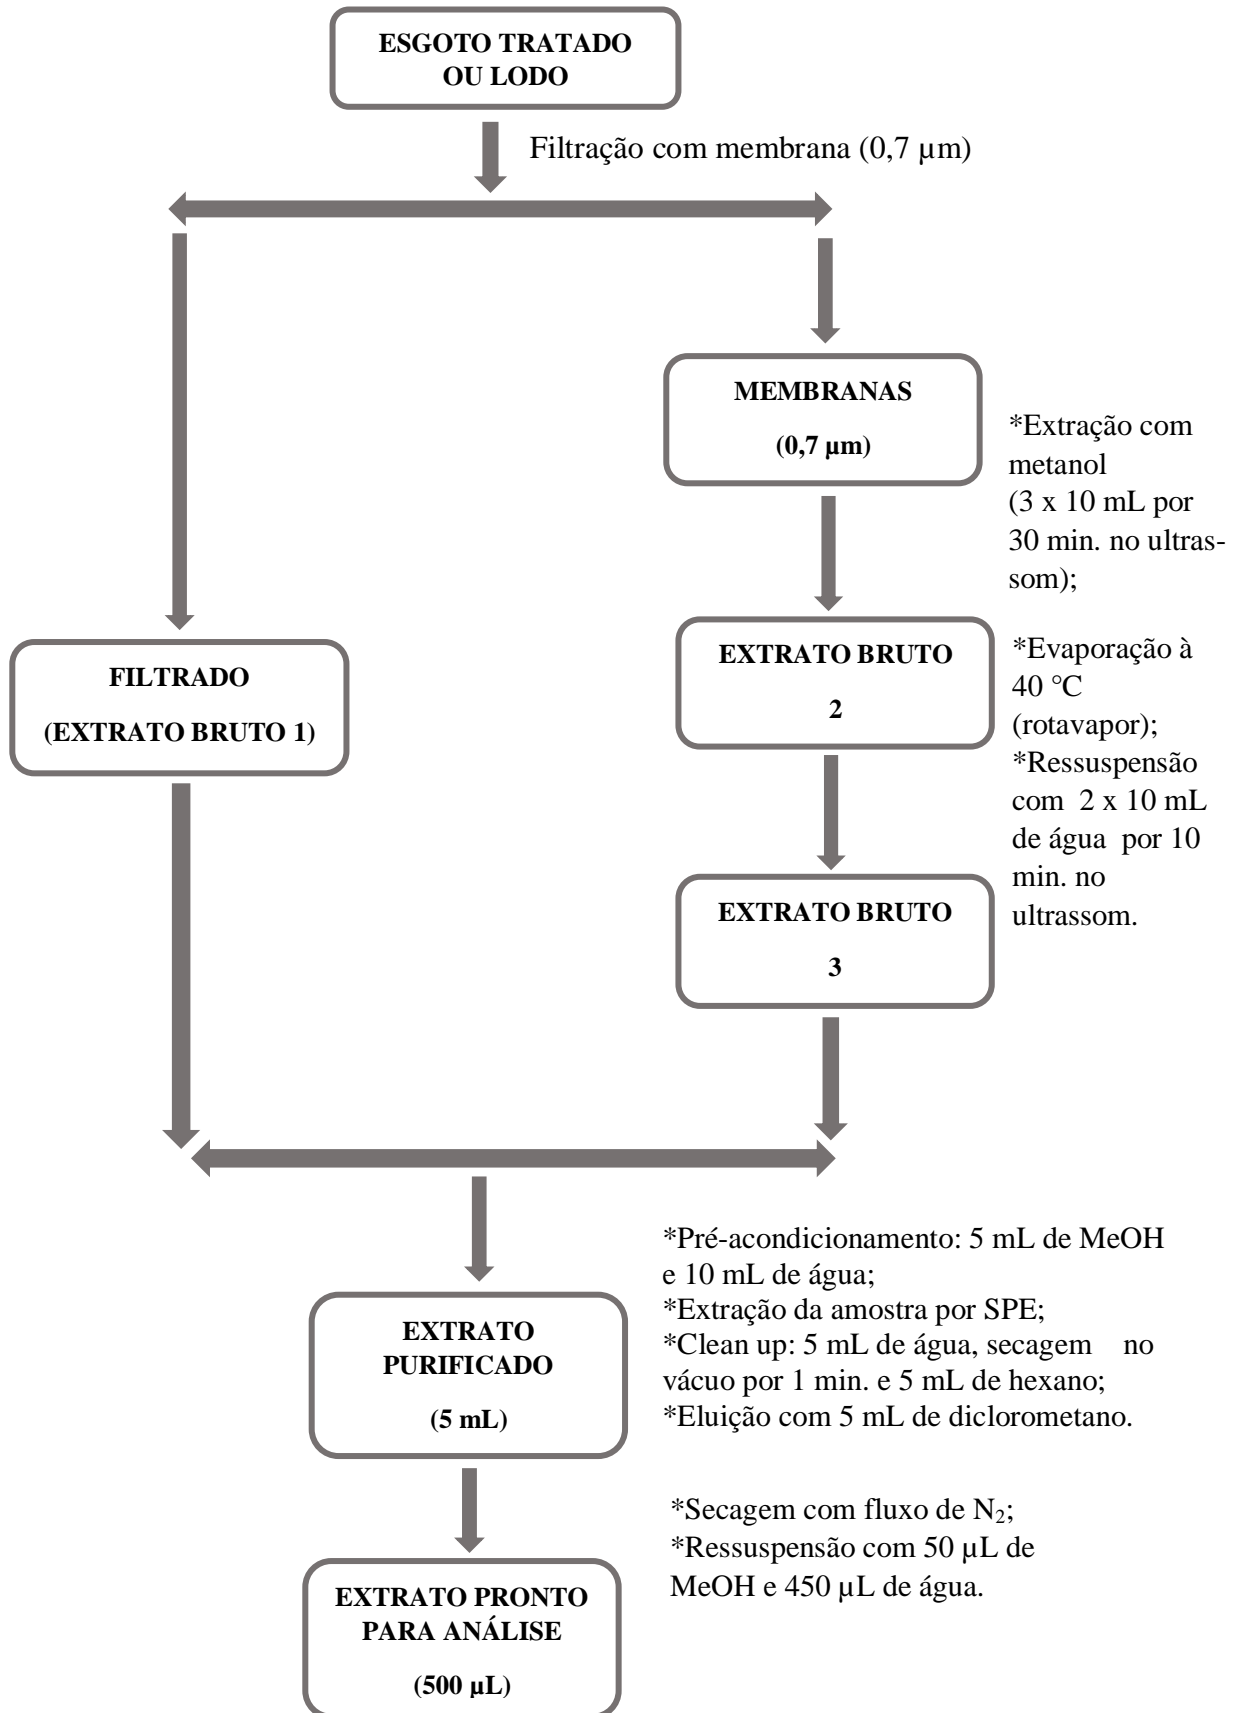 ESGOTO TRATADO
OU LODO
Filtração com membrana (0,7 µm)
MEMBRANAS
(0,7 µm)
*Extração com
metanol
(3 x 10 mL por
30 min. no ultras-
som);
FILTRADO
(EXTRATO BRUTO 1)
EXTRATO BRUTO
2
*Evaporação à
40 °C
(rotavapor);
*Ressuspensão
com 2 x 10 mL
de água por 10
min. no
ultrassom.
EXTRATO BRUTO
3
*Pré-acondicionamento: 5 mL de MeOH
e 10 mL de água;
*Extração da amostra por SPE;
*Clean up: 5 mL de água, secagem no
vácuo por 1 min. e 5 mL de hexano;
*Eluição com 5 mL de diclorometano.
EXTRATO
PURIFICADO
(5 mL)
*Secagem com fluxo de N₂;
*Ressuspensão com 50 µL de
MeOH e 450 µL de água.
EXTRATO PRONTO
PARA ANÁLISE
(500 µL)